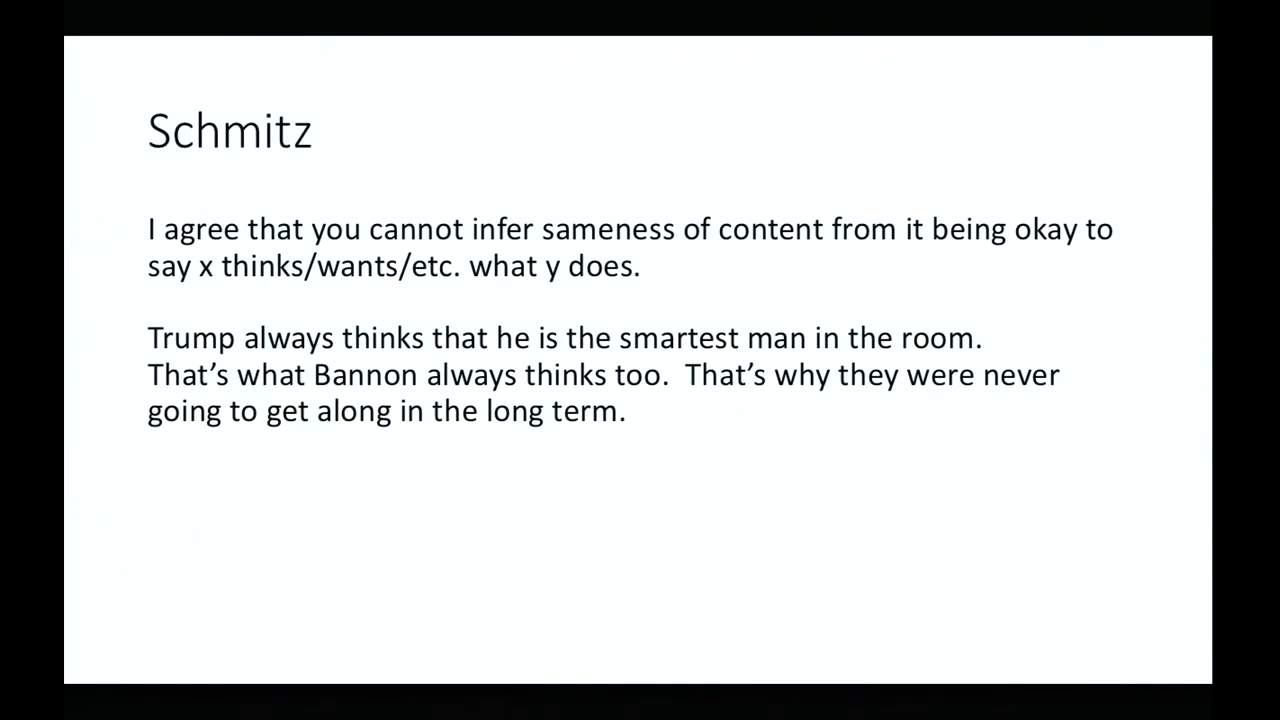 Schmitz
I agree that you cannot infer sameness of content from it being okay to
say x thinks/wants/etc. what y does.
Trump always thinks that he is the smartest man in the room.
That’s what Bannon always thinks too.  That’s why they were never
going to get along in the long term.